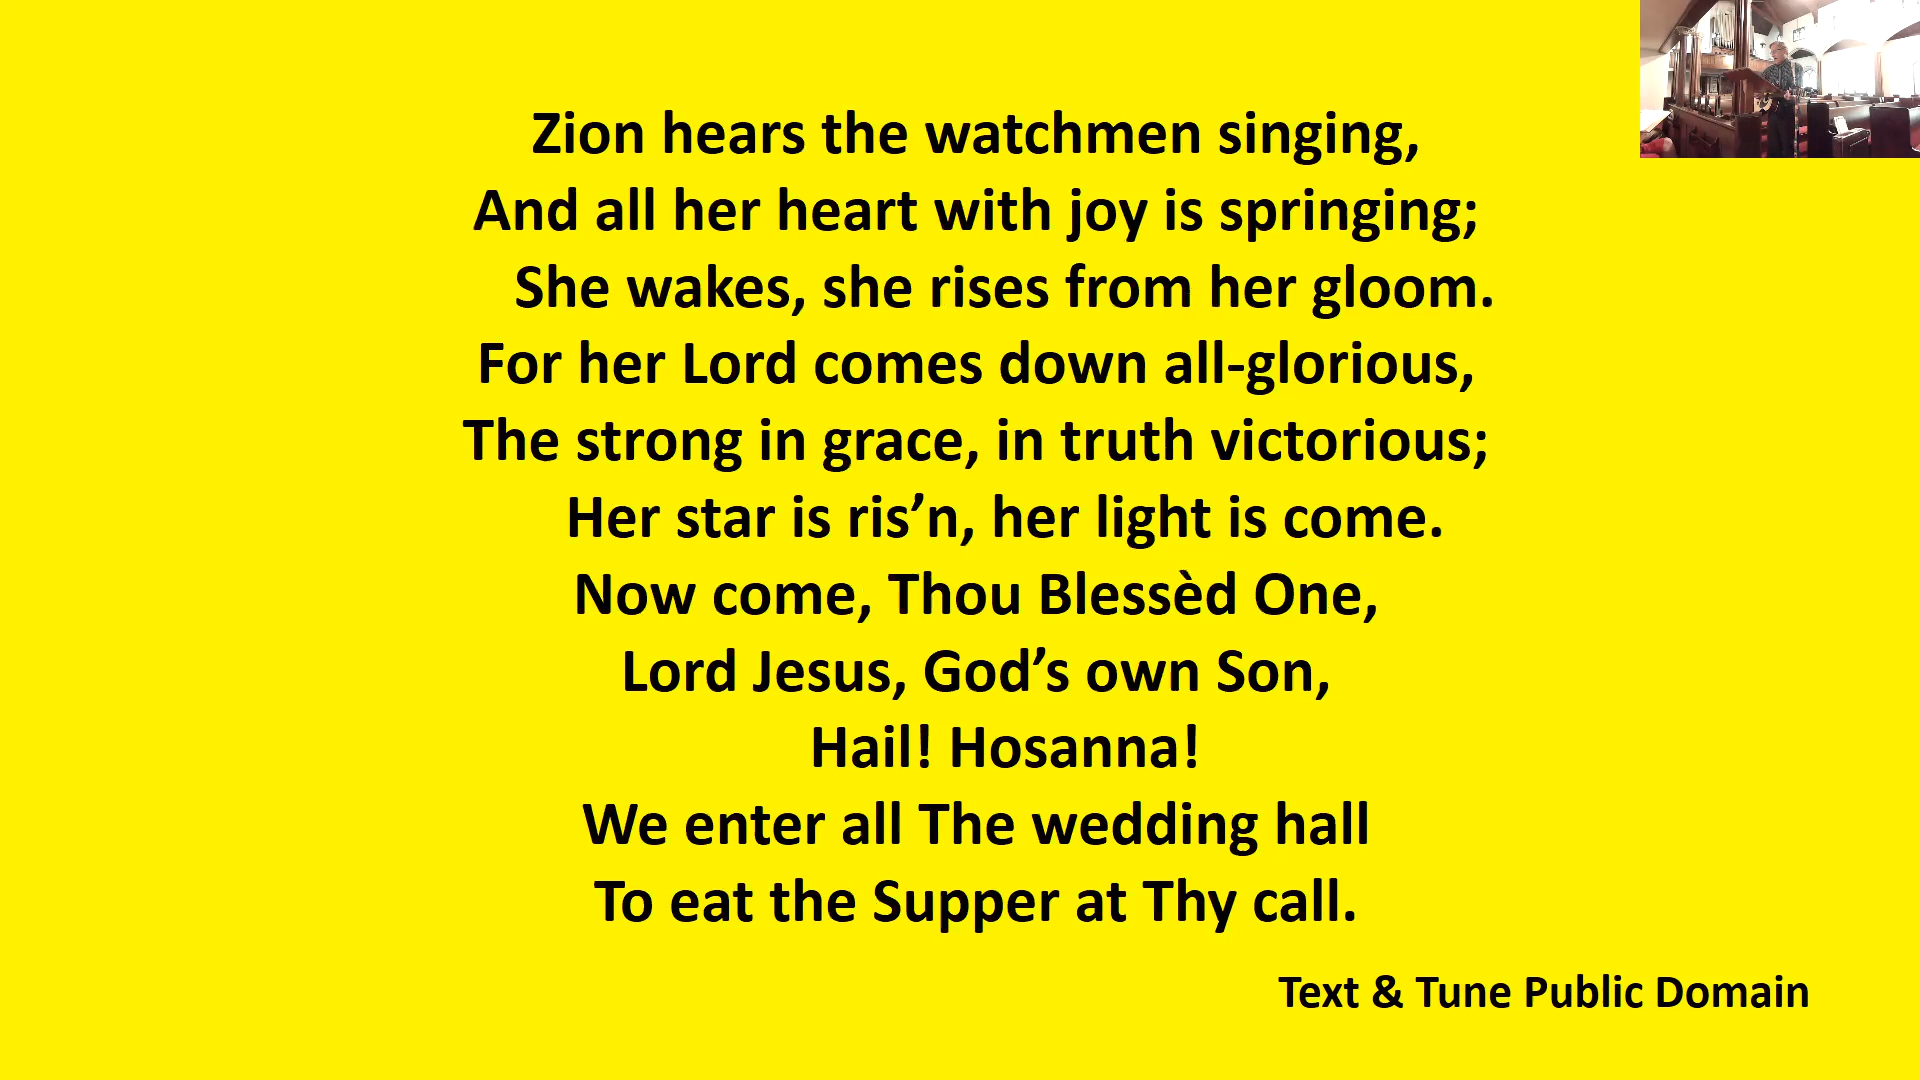 Zion hears the watchmen singing,
And all her heart with joy is springing;
She wakes, she rises from her gloom.
For her Lord comes down all-glorious,
The strong in grace, in truth victorious;
Her star is ris’n, her light is come.
Now come, Thou Blessèd One,
Lord Jesus, God’s own Son,
Hail! Hosanna!
We enter all The wedding hall
To eat the Supper at Thy call.
Text & Tune Public Domain